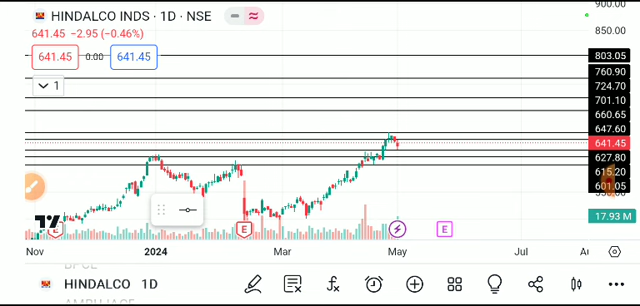 HINDALCO INDS · 1D · NSE
641.45 −2.95 (−0.46%)
641.45 0.00 641.45
1
900.00
850.00
803.05
760.90
724.70
701.10
660.65
647.60
641.45
627.80
615.20
601.05
17.93 M
E E E
Nov 2024 Mar May Jul
BPCL
HINDALCO 1D